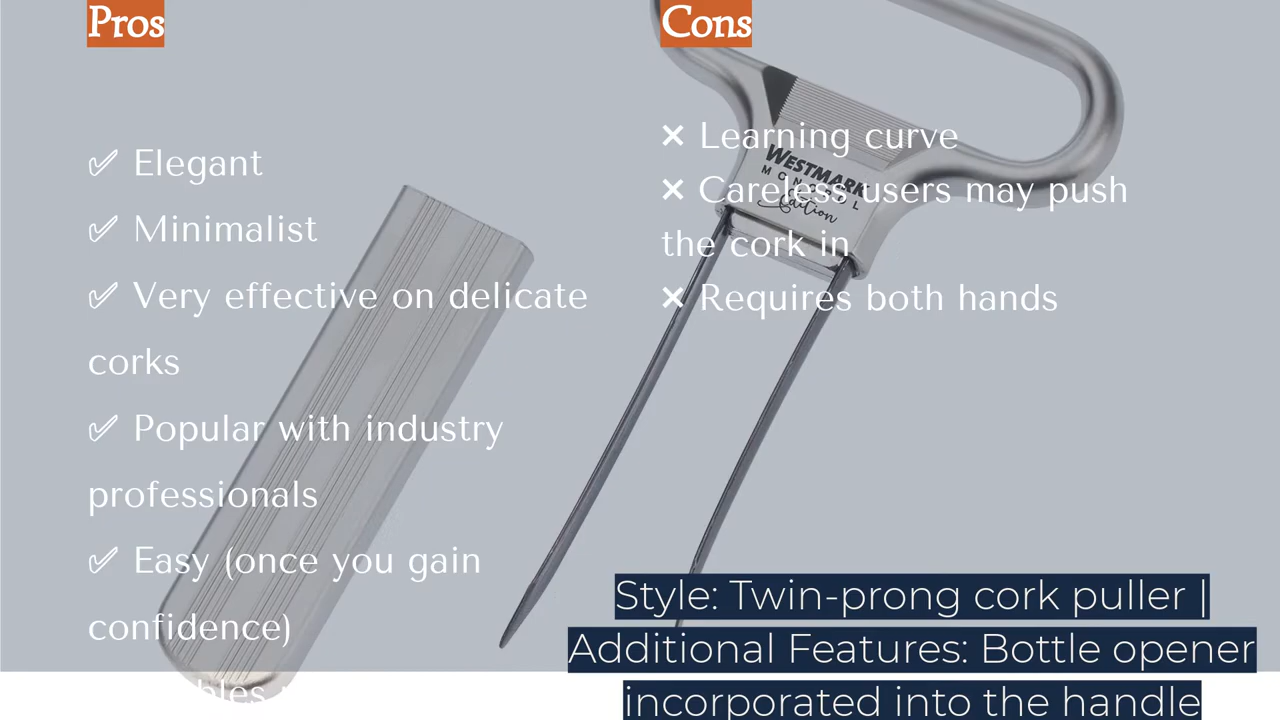 Pros
✅ Elegant
✅ Minimalist
✅ Very effective on delicate
corks
✅ Popular with industry
professionals
✅ Easy (once you gain
confidence)
Cons
❌ Learning curve
❌ Careless users may push
the cork in
❌ Requires both hands
WESTMARK
MONOPOL
Edition
Style: Twin-prong cork puller |
Additional Features: Bottle opener
incorporated into the handle